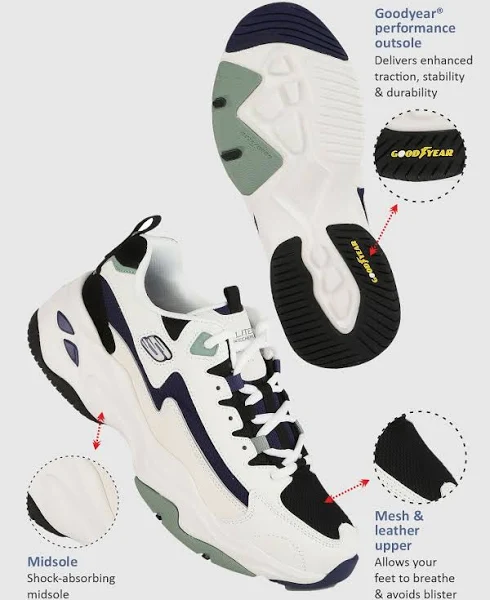 Goodyear®
performance
outsole
Delivers enhanced
traction, stability
& durability
GOODYEAR
GOODYEAR
LITE
Midsole
Shock-absorbing
midsole
Mesh &
leather
upper
Allows your
feet to breathe
& avoids blister